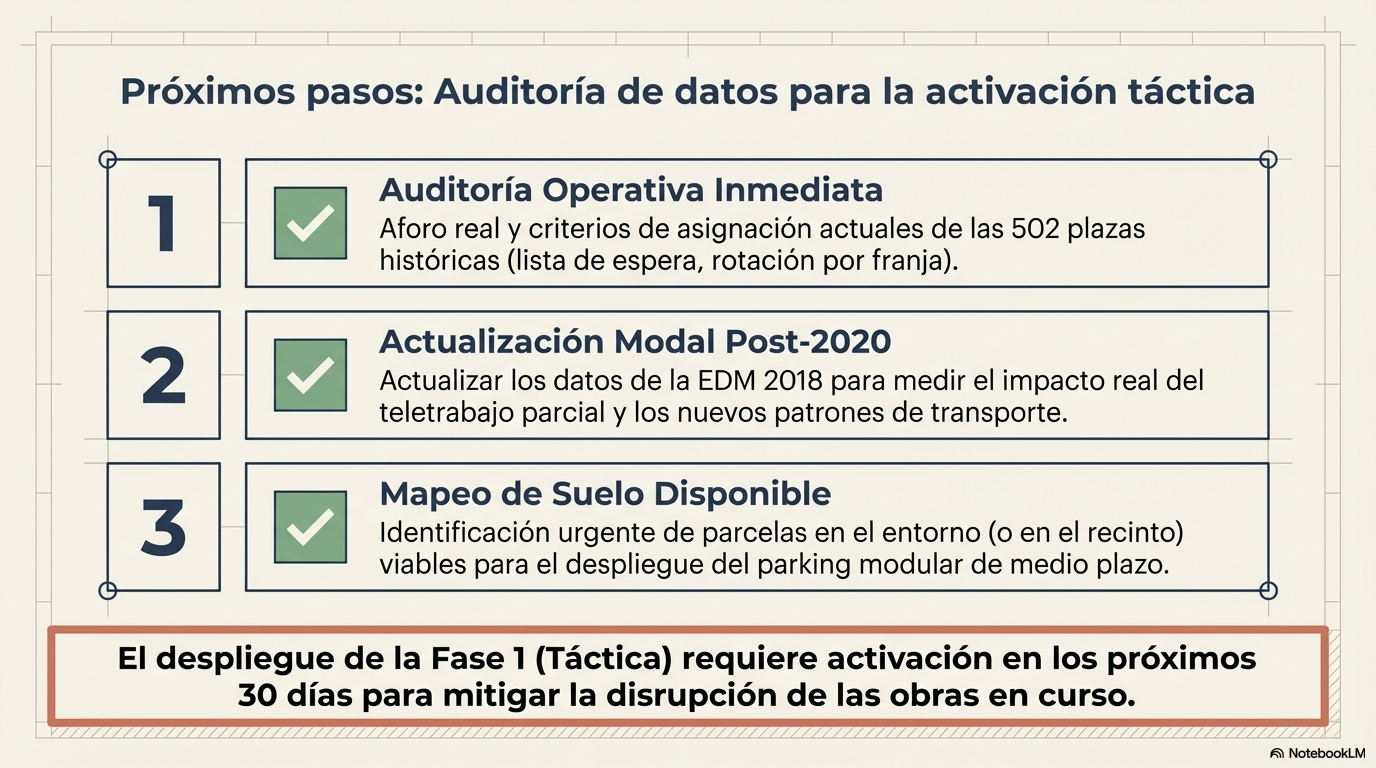 Próximos pasos: Auditoría de datos para la activación táctica
1
Auditoría Operativa Inmediata
Aforo real y criterios de asignación actuales de las 502 plazas
históricas (lista de espera, rotación por franja).
2
Actualización Modal Post-2020
Actualizar los datos de la EDM 2018 para medir el impacto real del
teletrabajo parcial y los nuevos patrones de transporte.
3
Mapeo de Suelo Disponible
Identificación urgente de parcelas en el entorno (o en el recinto)
viables para el despliegue del parking modular de medio plazo.
El despliegue de la Fase 1 (Táctica) requiere activación en los próximos
30 días para mitigar la disrupción de las obras en curso.
NotebookLM